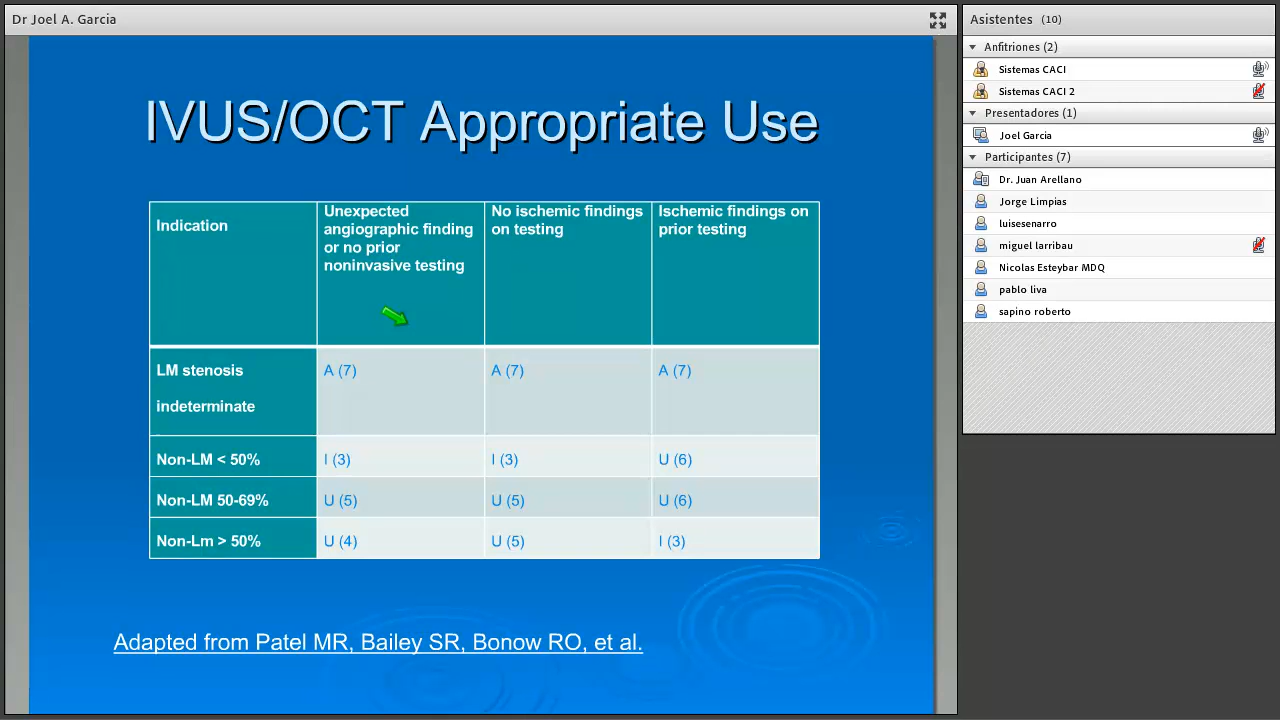 Dr Joel A. Garcia
IVUS/OCT Appropriate Use
Indication
Unexpected
angiographic finding
or no prior
noninvasive testing
No ischemic findings
on testing
Ischemic findings on
prior testing
LM stenosis
indeterminate
A (7)
A (7)
A (7)
Non-LM < 50%
I (3)
I (3)
U (6)
Non-LM 50-69%
U (5)
U (5)
U (6)
Non-Lm > 50%
U (4)
U (5)
I (3)
Adapted from Patel MR, Bailey SR, Bonow RO, et al.
Asistentes (10)
Anfitriones (2)
Sistemas CACI
Sistemas CACI 2
Presentadores (1)
Joel Garcia
Participantes (7)
Dr. Juan Arellano
Jorge Limpias
luisesenarro
miguel larribau
Nicolas Esteybar MDQ
pablo liva
sapino roberto